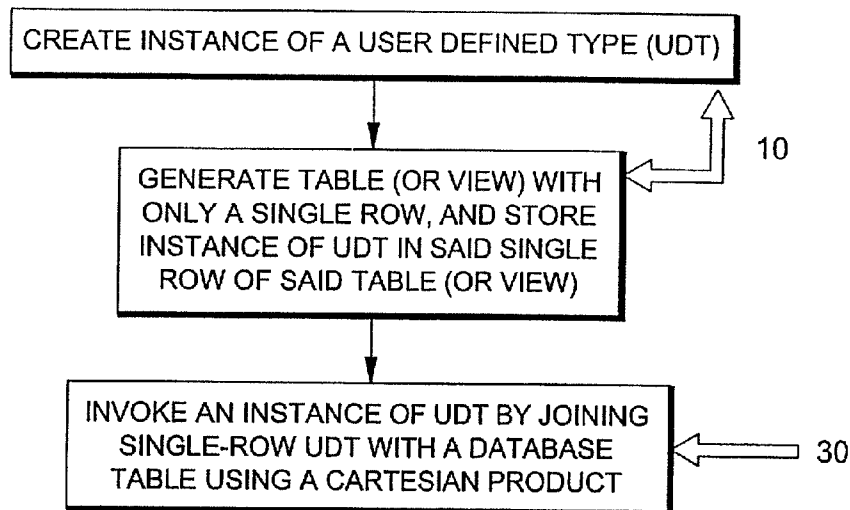 CREATE INSTANCE OF A USER DEFINED TYPE (UDT)
10
GENERATE TABLE (OR VIEW) WITH
ONLY A SINGLE ROW, AND STORE
INSTANCE OF UDT IN SAID SINGLE
ROW OF SAID TABLE (OR VIEW)
INVOKE AN INSTANCE OF UDT BY JOINING
SINGLE-ROW UDT WITH A DATABASE
TABLE USING A CARTESIAN PRODUCT
30